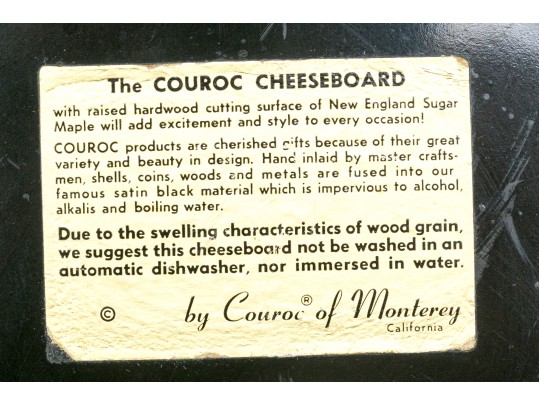 The COUROC CHEESEBOARD
with raised hardwood cutting surface of New England Sugar
Maple will add excitement and style to every occasion!
COUROC products are cherished gifts because of their great
variety and beauty in design. Hand inlaid by master crafts-
men, shells, coins, woods and metals are fused into our
famous satin black material which is impervious to alcohol,
alkalis and boiling water.
Due to the swelling characteristics of wood grain,
we suggest this cheeseboard not be washed in an
automatic dishwasher, nor immersed in water.
© by Couroc® of Monterey
California